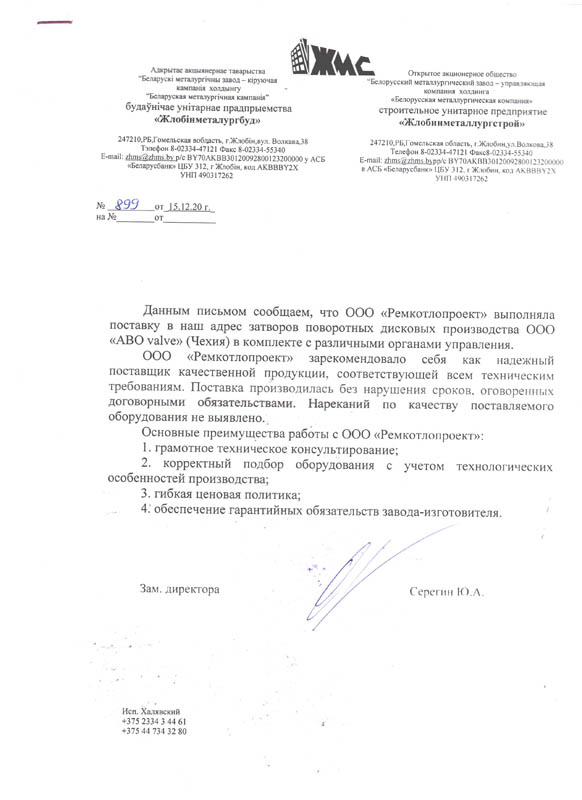 ЖМС
Адкрытае акцыянернае таварыства
"Беларускі металургічны завод – кіруючая
кампанія холдынгу
"Беларуская металургічная кампанія"
будаўнічае унітарнае прадпрыемства
«Жлобінметалургбуд»
247210,РБ,Гомельская вобласть, г.Жлобін,вул. Волкава,38
Тэлефон 8-02334-47121 Факс 8-02334-55340
E-mail: zhms@zhms.by р/с BY70AKBB30120092800123200000 у АСБ
«Беларусбанк» ЦБУ 312, г Жлобін, код AKBBBY2X
УНП 490317262
Открытое акционерное общество
"Белорусский металлургический завод – управляющая
компания холдинга
«Белорусская металлургическая компания»
строительное унитарное предприятие
«Жлобинметаллургстрой»
247210,РБ,Гомельская область, г.Жлобин,ул.Волкова,38
Телефон 8-02334-47121 Факс8-02334-55340
E-mail: zhms@zhms.byрр/с BY70AKBB30120092800123200000
в АСБ «Беларусбанк» ЦБУ 312, г Жлобин, код AKBBBY2X
УНП 490317262
№ 899 от 15.12.20 г.
на № от
Данным письмом сообщаем, что ООО «Ремкотлопроект» выполняла
поставку в наш адрес затворов поворотных дисковых производства ООО
«ABO valve» (Чехия) в комплекте с различными органами управления.
ООО «Ремкотлопроект» зарекомендовало себя как надежный
поставщик качественной продукции, соответствующей всем техническим
требованиям. Поставка производилась без нарушения сроков, оговоренных
договорными обязательствами. Нареканий по качеству поставляемого
оборудования не выявлено.
Основные преимущества работы с ООО «Ремкотлопроект»:
1. грамотное техническое консультирование;
2. корректный подбор оборудования с учетом технологических
особенностей производства;
3. гибкая ценовая политика;
4. обеспечение гарантийных обязательств завода-изготовителя.
Зам. директора Серегин Ю.А.
Исп. Халявский
+375 2334 3 44 61
+375 44 734 32 80